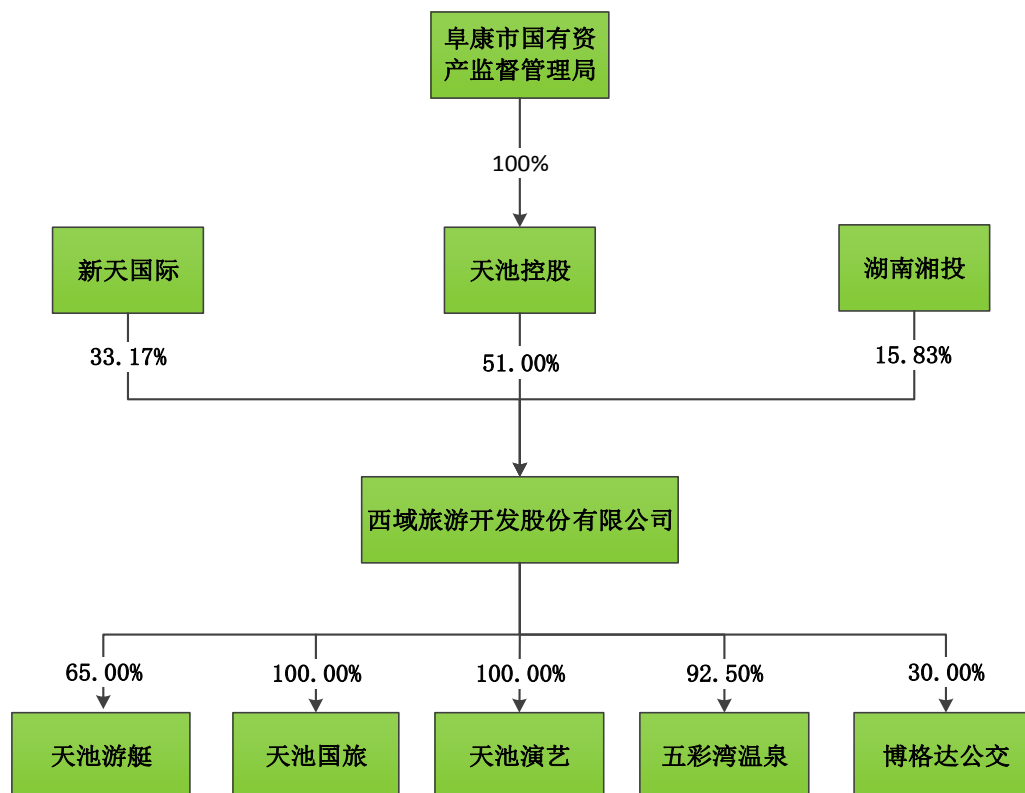 阜康市国有资
产监督管理局
100%
新天国际
天池控股
湖南湘投
33.17%
51.00%
15.83%
西域旅游开发股份有限公司
65.00%
100.00%
100.00%
92.50%
30.00%
天池游艇
天池国旅
天池演艺
五彩湾温泉
博格达公交